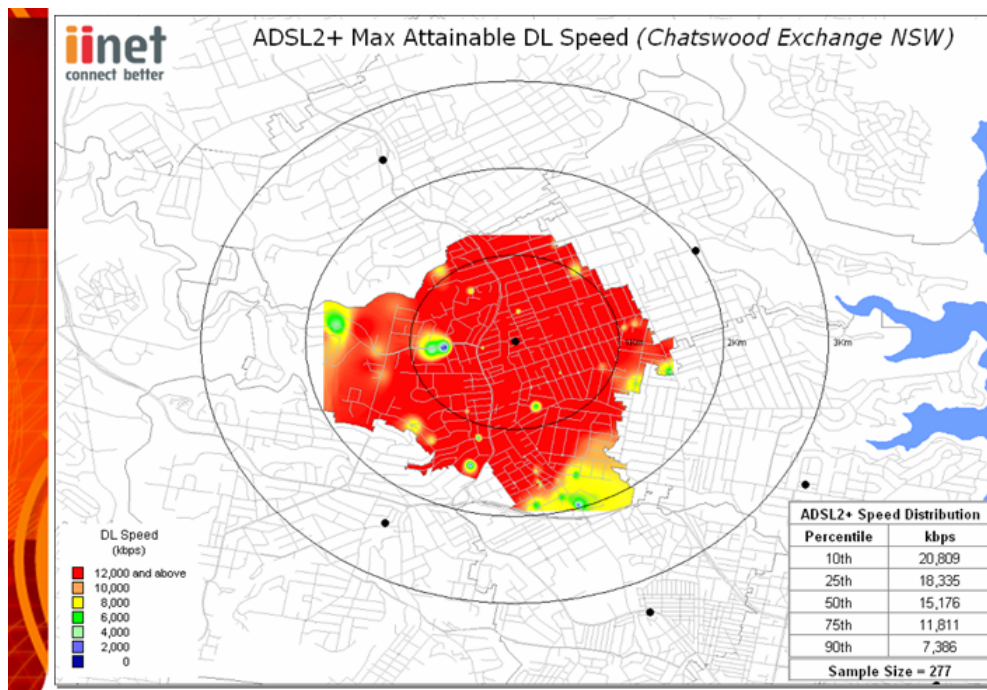 iinet
connect better
ADSL2+ Max Attainable DL Speed (Chatswood Exchange NSW)
1Km
2Km
3Km
DL Speed
(kbps)
12,000 and above
10,000
8,000
6,000
4,000
2,000
0
ADSL2+ Speed Distribution
Percentile kbps
10th 20,809
25th 18,335
50th 15,176
75th 11,811
90th 7,386
Sample Size = 277